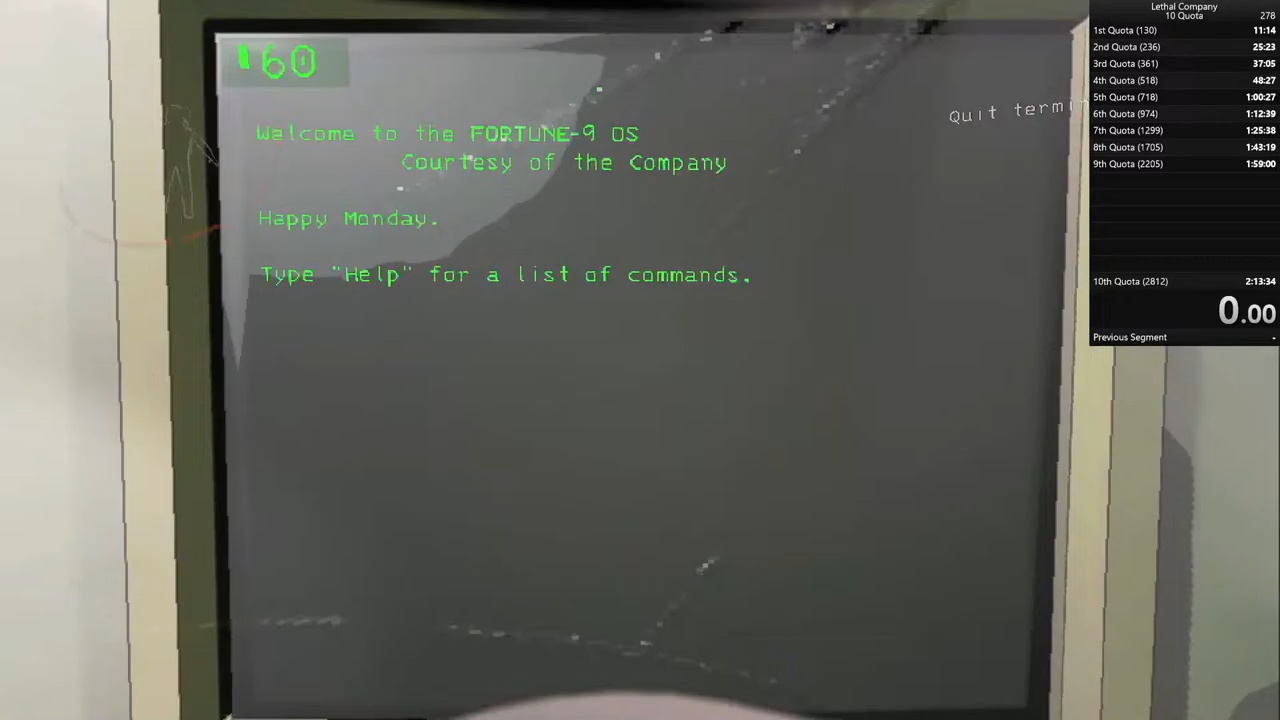 ▮60
Welcome to the FORTUNE-9 OS
Courtesy of the Company
Happy Monday.
Type "Help" for a list of commands.
Quit termin
Lethal Company
10 Quota 278
1st Quota (130) 11:14
2nd Quota (236) 25:23
3rd Quota (361) 37:05
4th Quota (518) 48:27
5th Quota (718) 1:00:27
6th Quota (974) 1:12:39
7th Quota (1299) 1:25:38
8th Quota (1705) 1:43:19
9th Quota (2205) 1:59:00
10th Quota (2812) 2:13:34
0.00
Previous Segment -